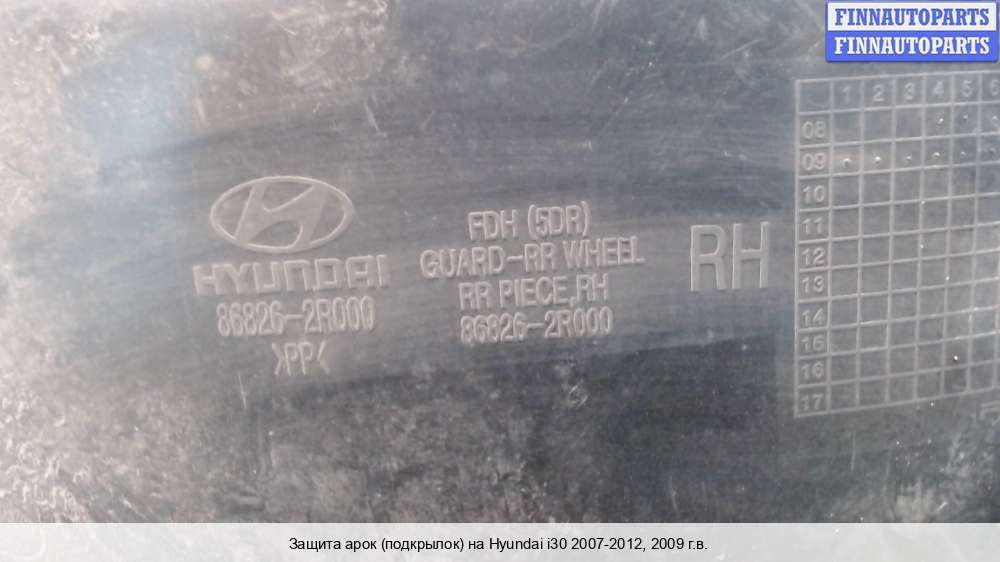 FINNAUTOPARTS
FINNAUTOPARTS
HYUNDAI
86826-2R000
>PP<
FDH (5DR)
GUARD-RR WHEEL
RR PIECE,RH
86826-2R000
RH
1 2 3 4 5 6
08
09
10
11
12
13
14
15
16
17
Защита арок (подкрылок) на Hyundai i30 2007-2012, 2009 г.в.